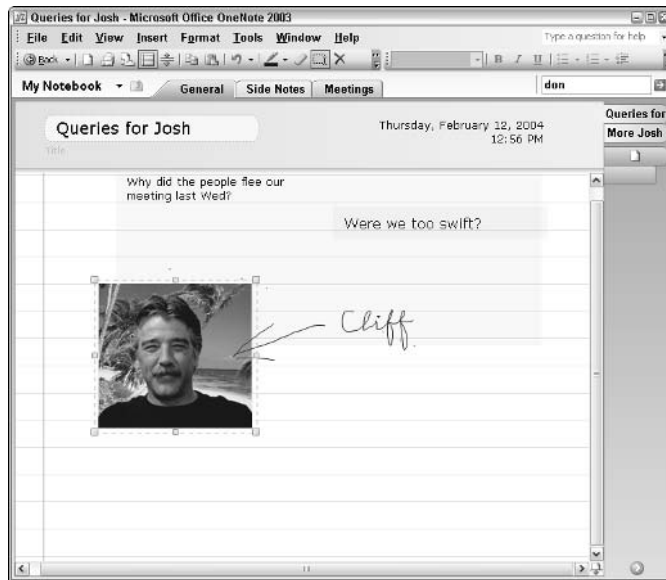 Queries for Josh - Microsoft Office OneNote 2003
File Edit View Insert Format Tools Window Help
Type a question for help
Back
B I U
My Notebook
General Side Notes Meetings
don
Queries for Josh
Title
Thursday, February 12, 2004
12:56 PM
Queries for
More Josh
Why did the people flee our
meeting last Wed?
Were we too swift?
Cliff